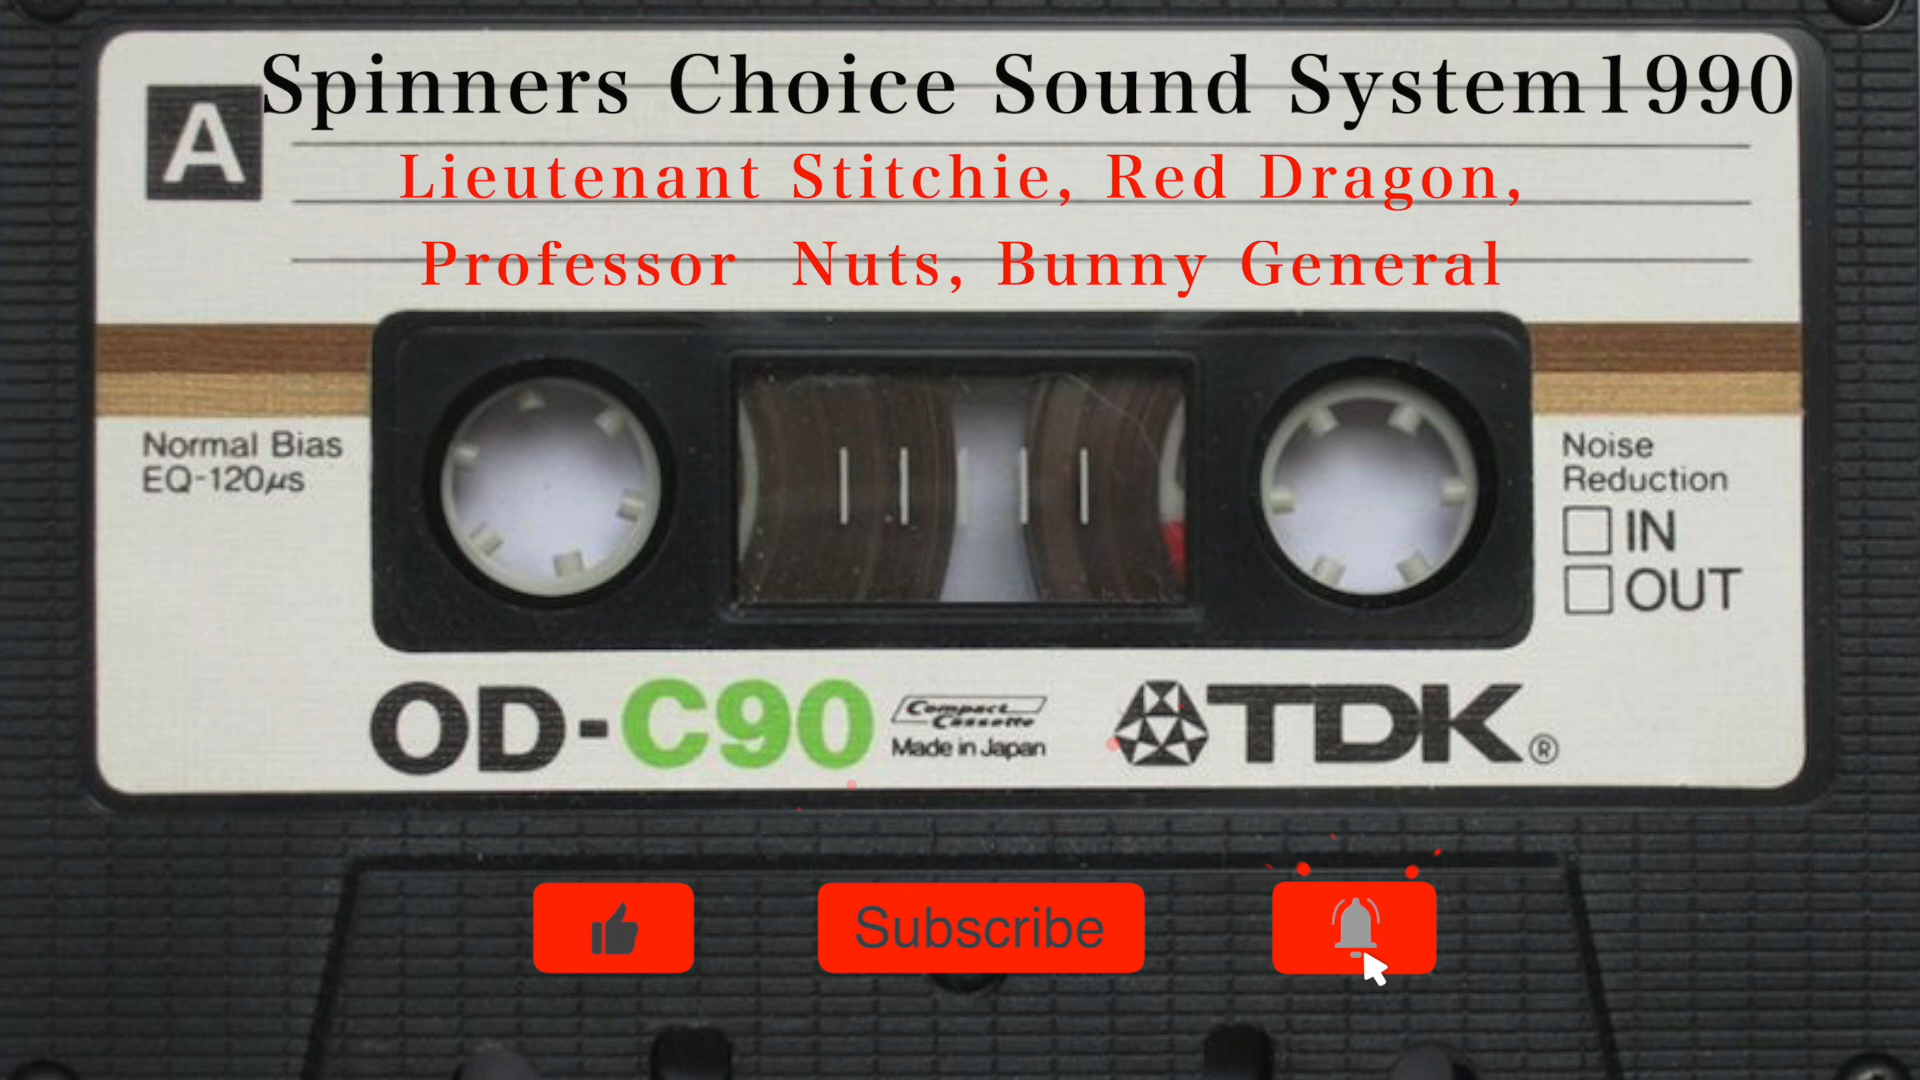 Spinners Choice Sound System1990
A
Lieutenant Stitchie, Red Dragon,
Professor Nuts, Bunny General
Normal Bias
EQ-120µs
Noise
Reduction
IN
OUT
OD-C90
Compact
Cassette
Made in Japan
TDK®
Subscribe